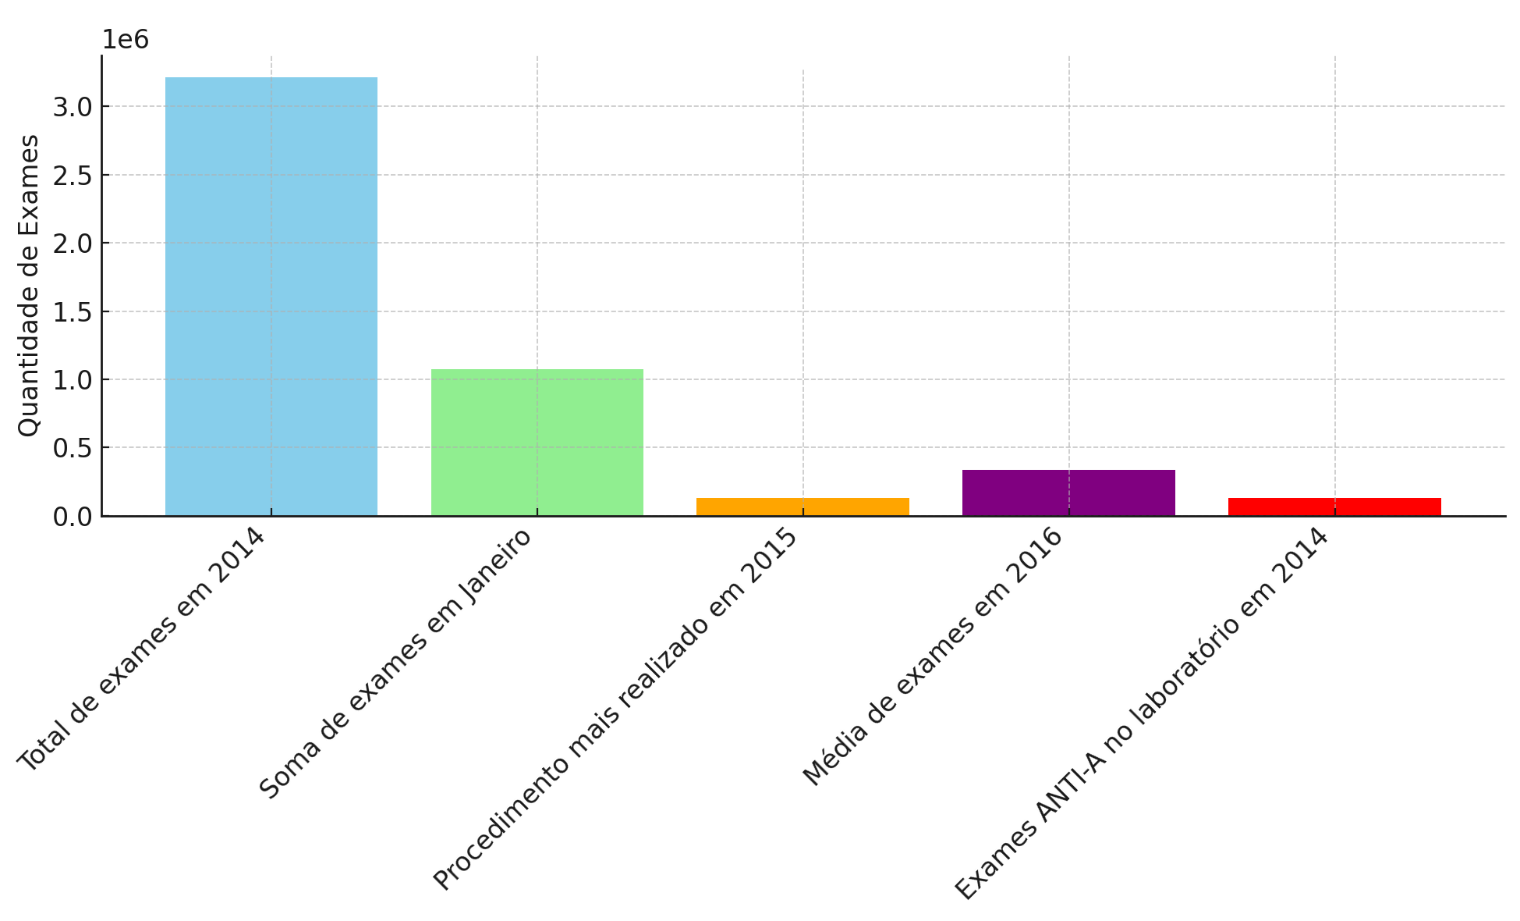 1e6
Quantidade de Exames
3.0
2.5
2.0
1.5
1.0
0.5
0.0
Total de exames em 2014
Soma de exames em Janeiro
Procedimento mais realizado em 2015
Média de exames em 2016
Exames ANTI-A no laboratório em 2014